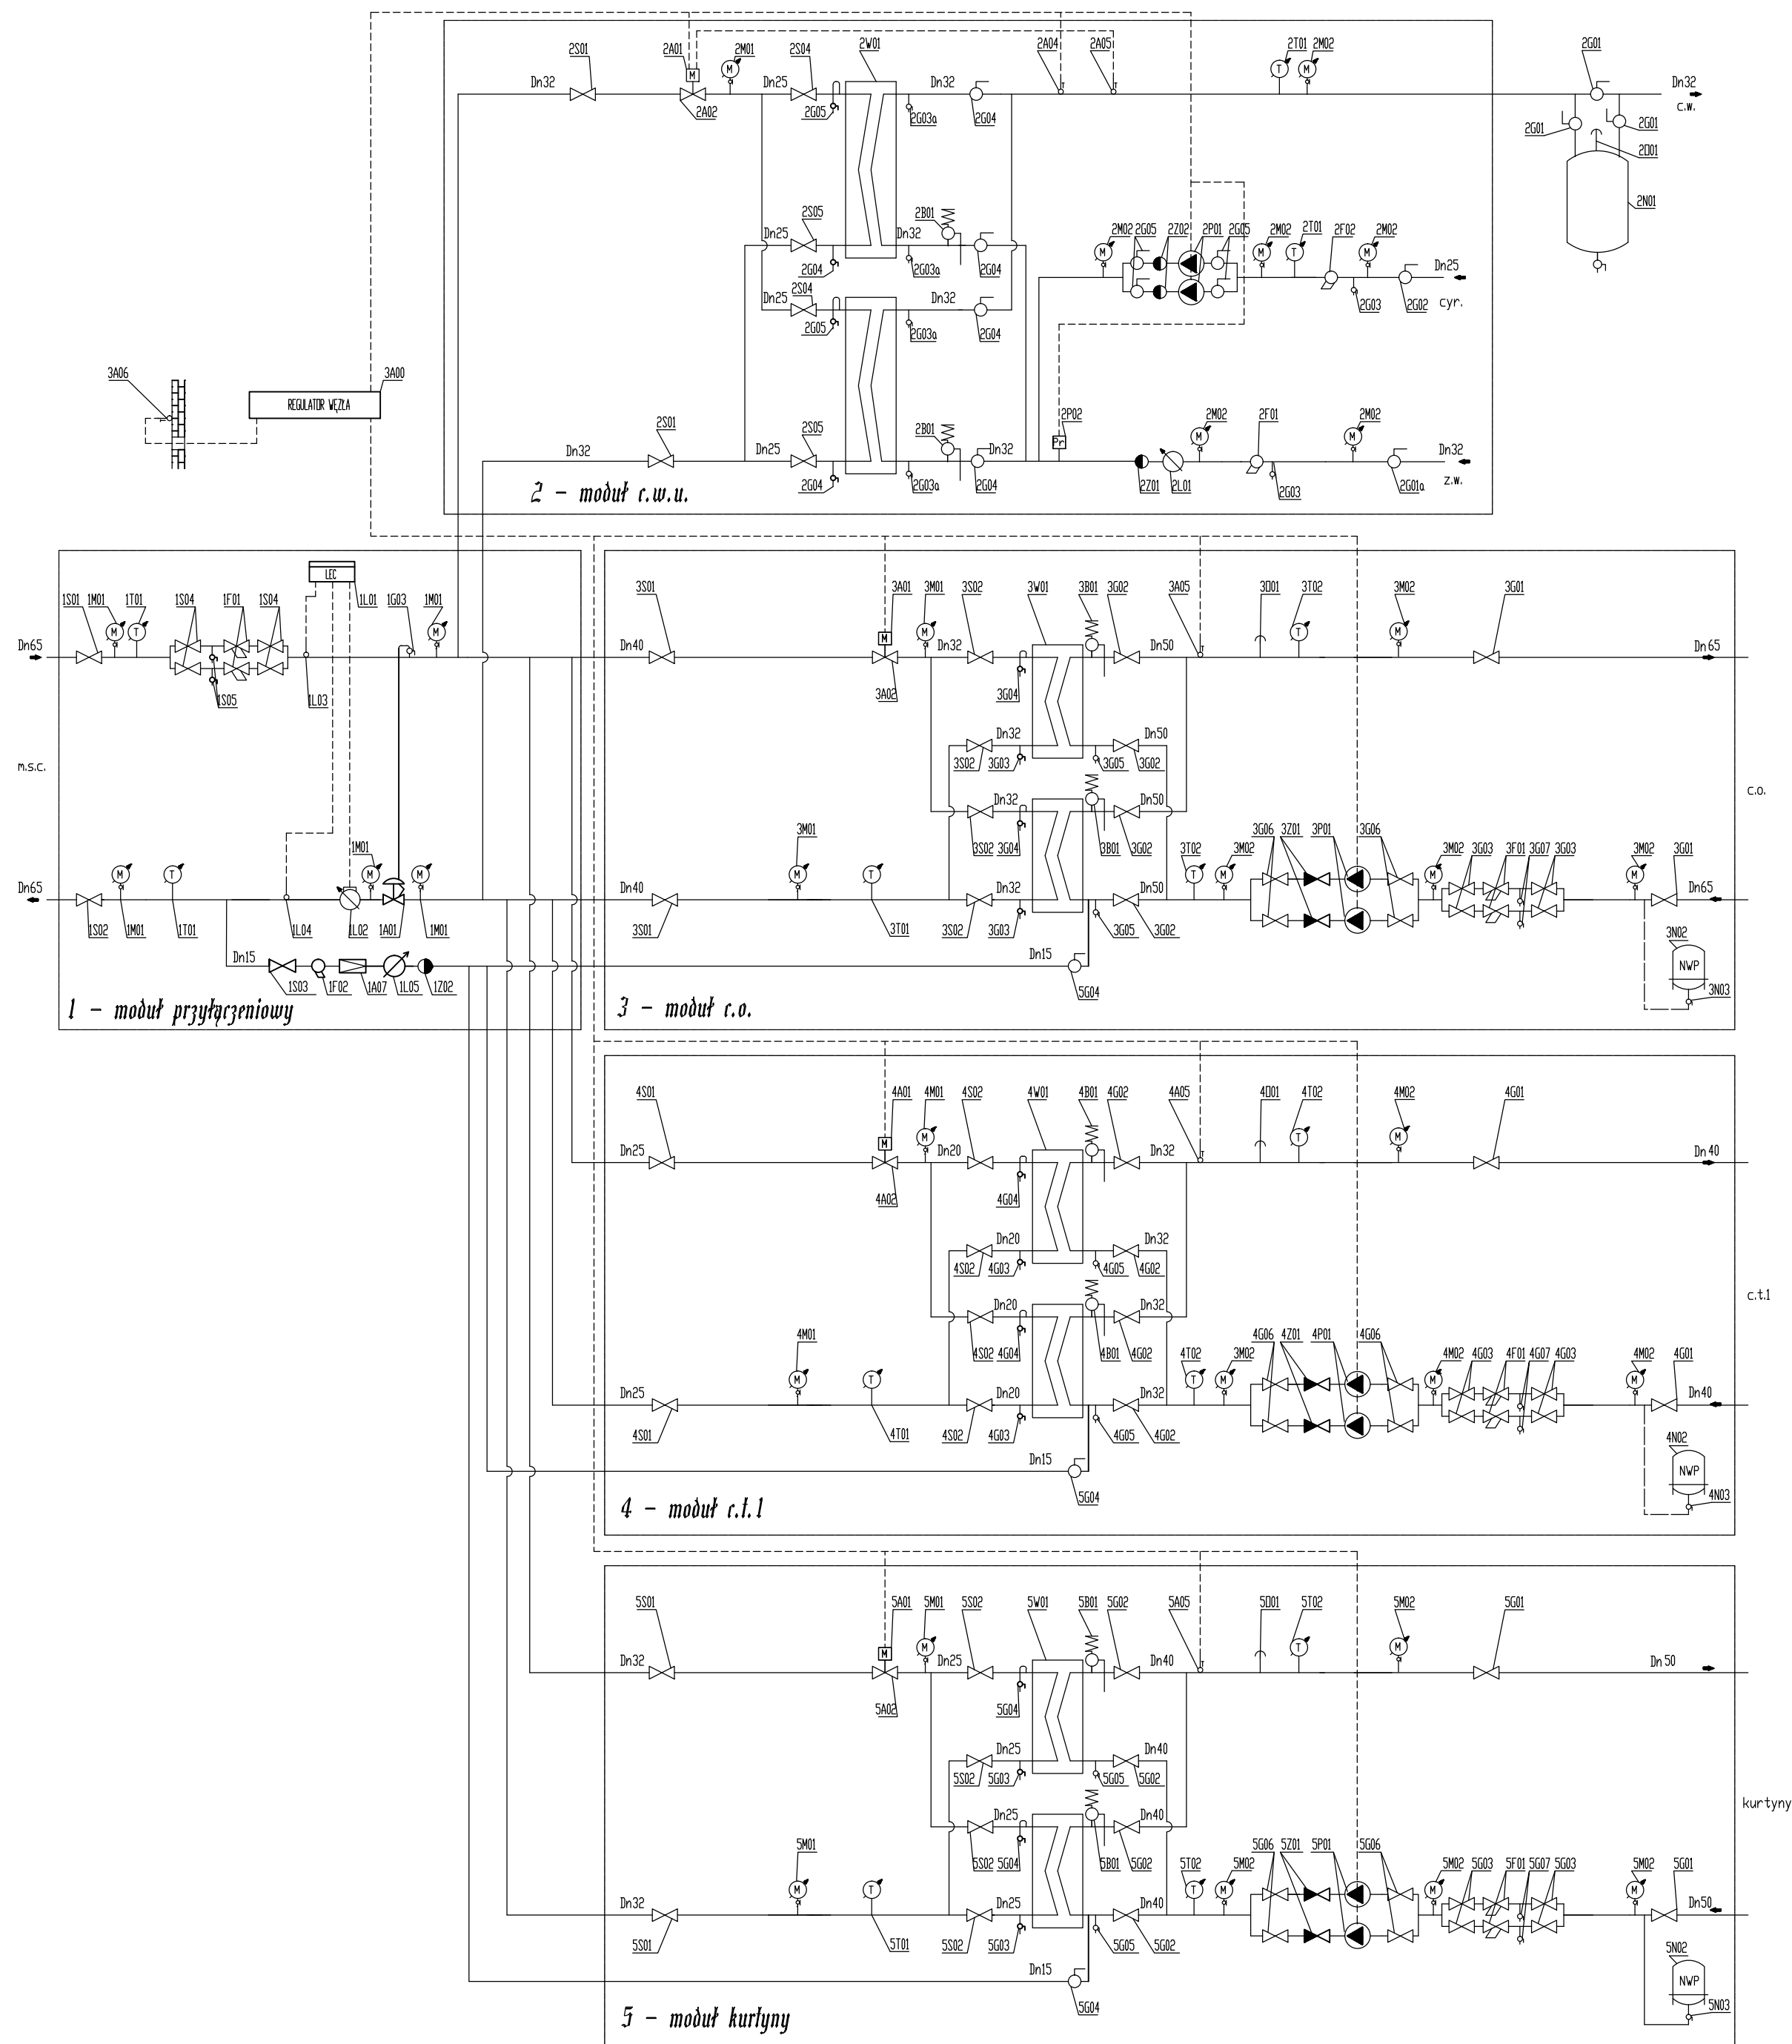 2S01
2A01
2M01
2S04
2W01
2A04
2A05
2T01
2M02
2G01
Dn32
M
M
Dn25
Dn32
T
M
Dn32
c.w.
2A02
2G05
2G03a
2G04
2G01
2G01
2O01
2N01
2S05
2B01
Dn25
Dn32
2M02
2G05
2Z02
2P01
2G05
2M02
2T01
2F02
2M02
M
M
T
M
Dn25
cyr.
2G04
2G03a
2G04
2G03
2G02
2S04
Dn25
Dn32
2G05
2G03a
2G04
3A06
3A00
REGULATOR WĘZŁA
2S01
2S05
2B01
2P02
2M02
2F01
2M02
Dn32
Dn25
Dn32
Pr
M
M
Dn32
z.w.
2G04
2G03a
2G04
2Z01
2L01
2G03
2G01a
2 - moduł c.w.u.
LEC
1S01
1M01
1T01
1S04
1F01
1S04
1L01
1G03
1M01
M
T
M
Dn65
1S05
1L03
m.s.c.
1M01
M
T
M
M
Dn65
1S02
1M01
1T01
1L04
1L02
1A01
1M01
Dn15
1S03
1F02
1A07
1L05
1Z02
1 - moduł przyłączeniowy
3S01
3A01
3M01
3S02
3W01
3B01
3G02
3A05
3O01
3T02
3M02
3G01
Dn40
M
M
Dn32
Dn50
T
M
Dn 65
3A02
3G04
Dn32
Dn50
3S02
3G03
3G05
3G02
c.o.
Dn32
Dn50
3M01
3S02
3G04
3B01
3G02
3T02
3M02
3G06
3Z01
3P01
3G06
3M02
3G03
3F01
3G07
3G03
3M02
3G01
Dn40
M
T
Dn32
Dn50
T
M
M
M
Dn65
3S01
3T01
3S02
3G03
3G05
3G02
Dn15
5G04
3N02
NWP
3N03
3 - moduł c.o.
4S01
4A01
4M01
4S02
4W01
4B01
4G02
4A05
4O01
4T02
4M02
4G01
Dn25
M
M
Dn20
Dn32
T
M
Dn 40
4A02
4G04
Dn20
Dn32
4S02
4G03
4G05
4G02
c.t.1
Dn20
Dn32
4M01
4S02
4G04
4B01
4G02
4T02
3M02
4G06
4Z01
4P01
4G06
4M02
4G03
4F01
4G07
4G03
4M02
4G01
Dn25
M
T
Dn20
Dn32
T
M
M
M
Dn40
4S01
4T01
4S02
4G03
4G05
4G02
Dn15
5G04
4N02
NWP
4N03
4 - moduł c.t.1
5S01
5A01
5M01
5S02
5W01
5B01
5G02
5A05
5O01
5T02
5M02
5G01
Dn32
M
M
Dn25
Dn40
T
M
Dn 50
5A02
5G04
Dn25
Dn40
5S02
5G03
5G05
5G02
kurtyny
Dn25
Dn40
5M01
5S02
5G04
5B01
5G02
5T02
5M02
5G06
5Z01
5P01
5G06
5M02
5G03
5F01
5G07
5G03
5M02
5G01
Dn32
M
T
Dn25
Dn40
T
M
M
M
Dn50
5S01
5T01
5S02
5G03
5G05
5G02
Dn15
5G04
5N02
NWP
5N03
5 - moduł kurtyny